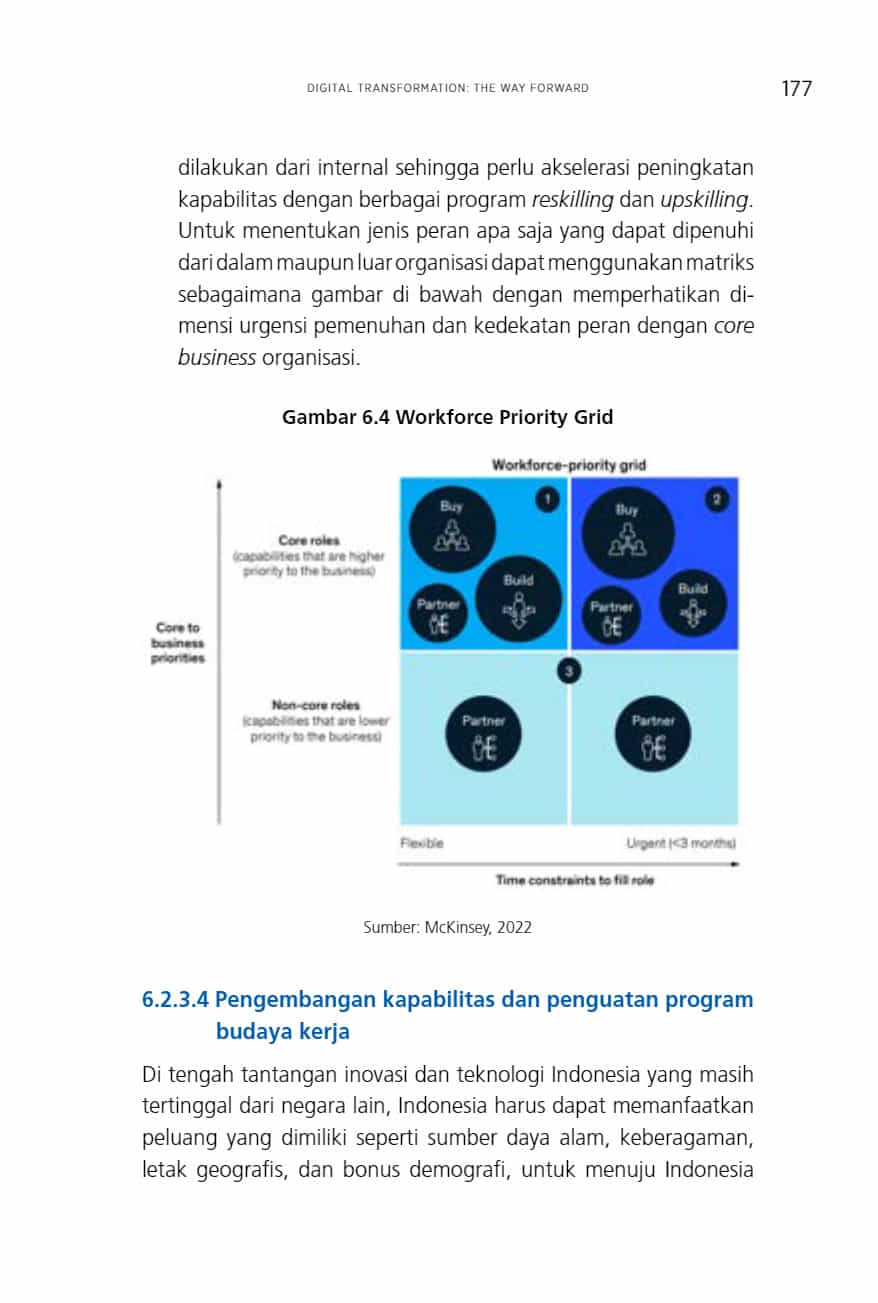 DIGITAL TRANSFORMATION: THE WAY FORWARD
177
dilakukan dari internal sehingga perlu akselerasi peningkatan
kapabilitas dengan berbagai program reskilling dan upskilling.
Untuk menentukan jenis peran apa saja yang dapat dipenuhi
dari dalam maupun luar organisasi dapat menggunakan matriks
sebagaimana gambar di bawah dengan memperhatikan di-
mensi urgensi pemenuhan dan kedekatan peran dengan core
business organisasi.
Gambar 6.4 Workforce Priority Grid
Workforce-priority grid
Core to
business
priorities
Core roles
(capabilities that are higher
priority to the business)
Buy
1
Build
Partner
Buy
2
Build
Partner
Non-core roles
(capabilities that are lower
priority to the business)
3
Partner
Partner
Flexible
Urgent (<3 months)
Time constraints to fill role
Sumber: McKinsey, 2022
6.2.3.4 Pengembangan kapabilitas dan penguatan program
budaya kerja
Di tengah tantangan inovasi dan teknologi Indonesia yang masih
tertinggal dari negara lain, Indonesia harus dapat memanfaatkan
peluang yang dimiliki seperti sumber daya alam, keberagaman,
letak geografis, dan bonus demografi, untuk menuju Indonesia